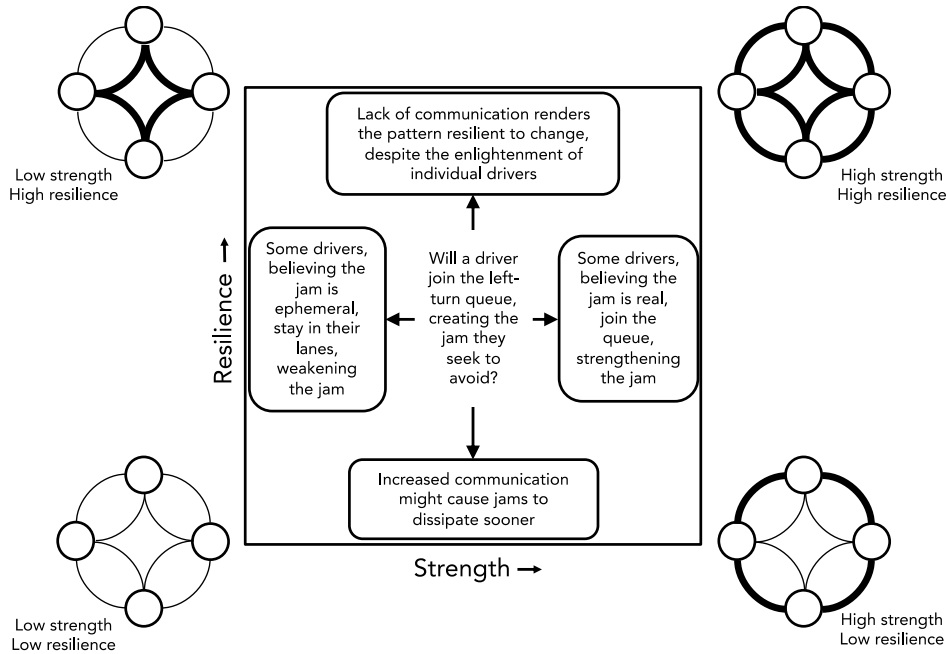 Lack of communication renders
the pattern resilient to change,
despite the enlightenment of
individual drivers
Low strength
High resilience
High strength
High resilience
Resilience
Some drivers,
believing the
jam is
ephemeral,
stay in their
lanes,
weakening
the jam
Will a driver
join the left-
turn queue,
creating the
jam they
seek to
avoid?
Some drivers,
believing the
jam is real,
join the
queue,
strengthening
the jam
Increased communication
might cause jams to
dissipate sooner
Strength
Low strength
Low resilience
High strength
Low resilience